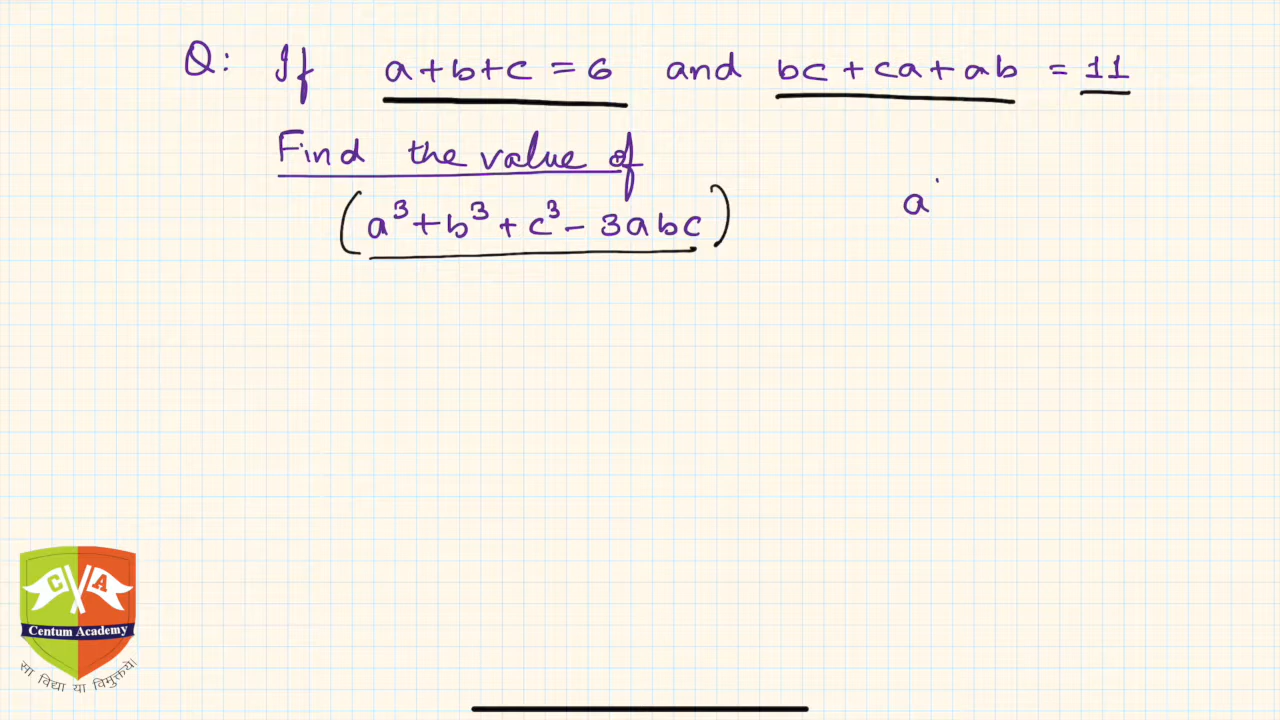 Q: If a+b+c = 6 and bc + ca + ab = 11
Find the value of
(a³ + b³ + c³ - 3abc)
a
C A
Centum Academy
सा विद्या या विमुक्तये।